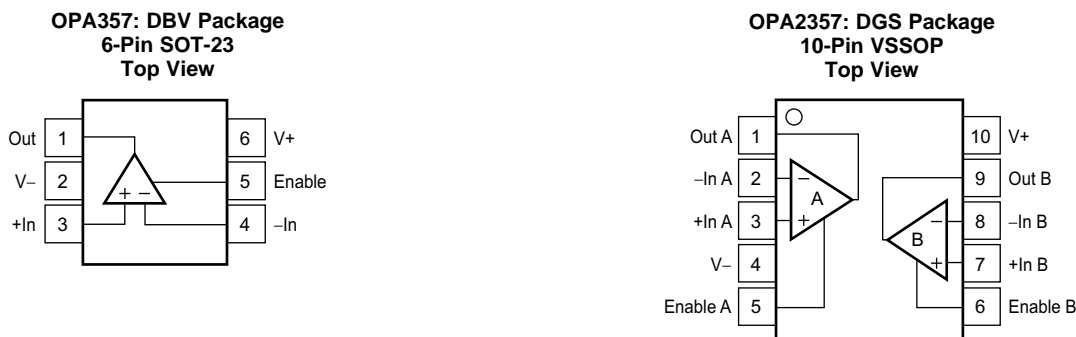 OPA357: DBV Package
6-Pin SOT-23
Top View
Out 1
6 V+
V– 2
5 Enable
+In 3
4 –In
+ –
OPA2357: DGS Package
10-Pin VSSOP
Top View
Out A 1
10 V+
–In A 2
9 Out B
+In A 3
8 –In B
V– 4
7 +In B
Enable A 5
6 Enable B
–
A
+
–
B
+